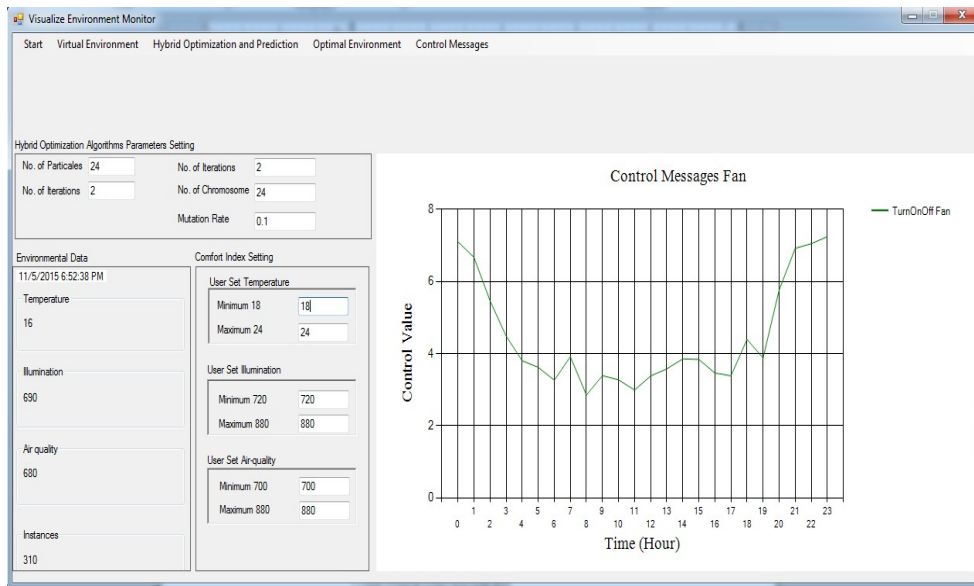 Visualize Environment Monitor
Start Virtual Environment Hybrid Optimization and Prediction Optimal Environment Control Messages
Hybrid Optimization Algorithms Parameters Setting
No. of Particales 24
No. of Iterations 2
No. of Iterations 2
No. of Chromosome 24
Mutation Rate 0.1
Environmental Data
11/5/2015 6:52:38 PM
Temperature
16
Illumination
690
Air quality
680
Instances
310
Comfort Index Setting
User Set Temperature
Minimum 18 18
Maximum 24 24
User Set Illumination
Minimum 720 720
Maximum 880 880
User Set Air-quality
Minimum 700 700
Maximum 880 880
Control Messages Fan
TurnOnOff Fan
Control Value
8
6
4
2
0
1 3 5 7 9 11 13 15 17 19 21 23
0 2 4 6 8 10 12 14 16 18 20 22
Time (Hour)